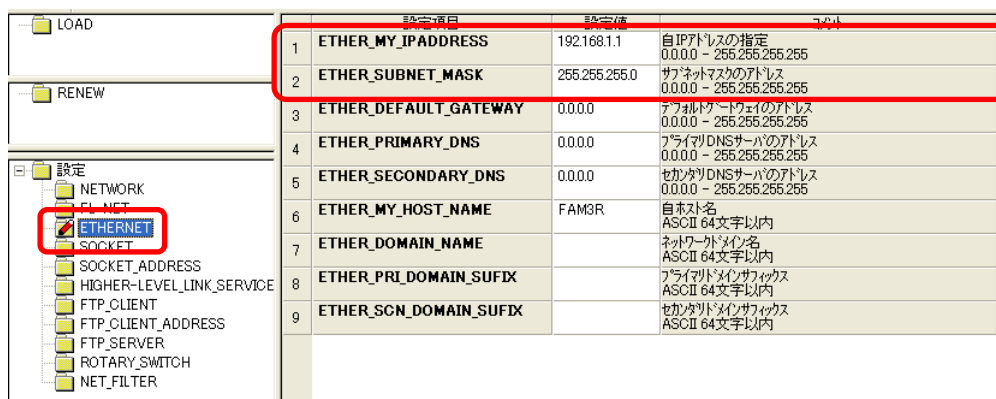 LOAD
RENEW
設定
NETWORK
FL-NET
ETHERNET
SOCKET
SOCKET_ADDRESS
HIGHER-LEVEL_LINK_SERVICE
FTP_CLIENT
FTP_CLIENT_ADDRESS
FTP_SERVER
ROTARY_SWITCH
NET_FILTER
設定項目 設定値 コメント
1 ETHER_MY_IPADDRESS 192.168.1.1 自IPアドレスの指定
0.0.0.0 - 255.255.255.255
2 ETHER_SUBNET_MASK 255.255.255.0 サブネットマスクのアドレス
0.0.0.0 - 255.255.255.255
3 ETHER_DEFAULT_GATEWAY 0.0.0.0 デフォルトゲートウェイのアドレス
0.0.0.0 - 255.255.255.255
4 ETHER_PRIMARY_DNS 0.0.0.0 プライマリDNSサーバのアドレス
0.0.0.0 - 255.255.255.255
5 ETHER_SECONDARY_DNS 0.0.0.0 セカンダリDNSサーバのアドレス
0.0.0.0 - 255.255.255.255
6 ETHER_MY_HOST_NAME FAM3R 自ホスト名
ASCII 64文字以内
7 ETHER_DOMAIN_NAME ネットワークドメイン名
ASCII 64文字以内
8 ETHER_PRI_DOMAIN_SUFIX プライマリドメインサフィックス
ASCII 64文字以内
9 ETHER_SCN_DOMAIN_SUFIX セカンダリドメインサフィックス
ASCII 64文字以内